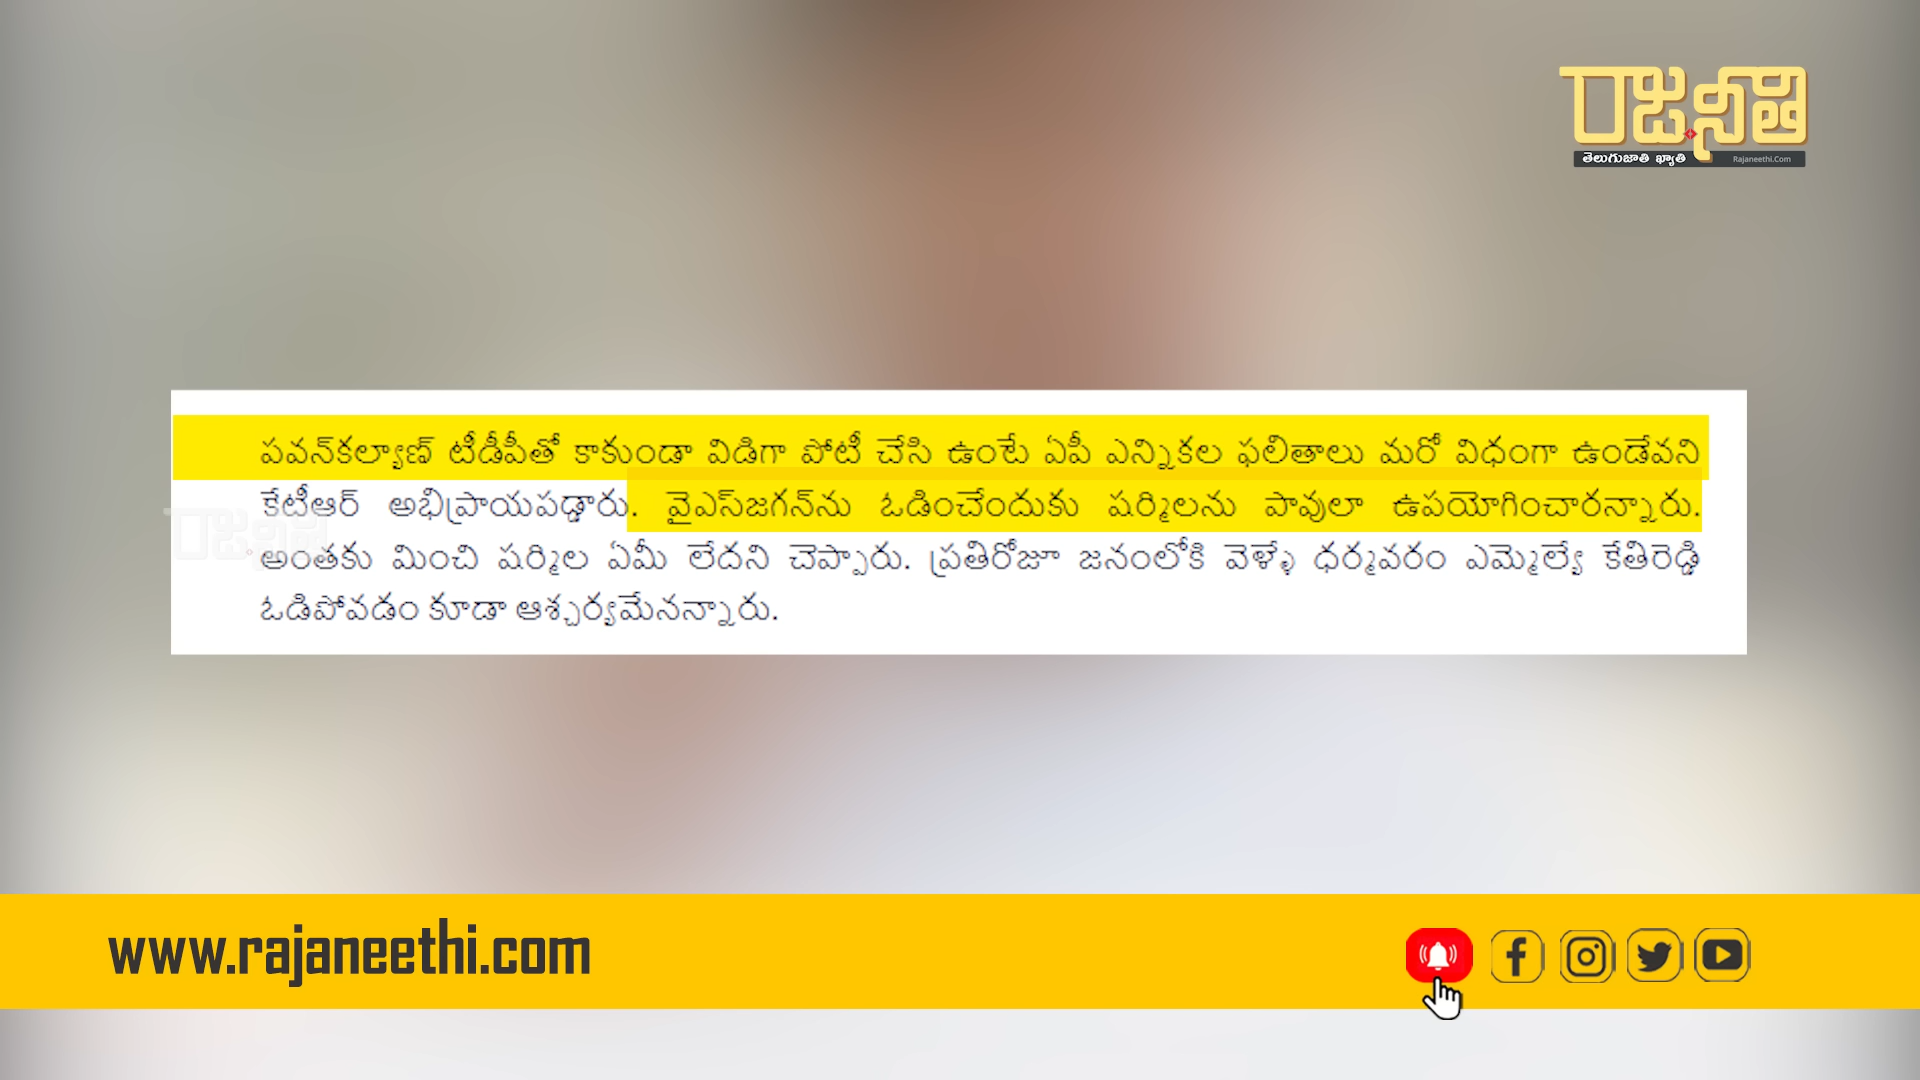 రాజనీతి
తెలుగుజాతి ఖ్యాతి Rajaneethi.Com
పవన్‌కల్యాణ్ టీడీపీతో కాకుండా విడిగా పోటీ చేసి ఉంటే ఏపీ ఎన్నికల ఫలితాలు మరో విధంగా ఉండేవని
కేటీఆర్ అభిప్రాయపడ్డారు. వైఎస్‌జగన్‌ను ఓడించేందుకు షర్మిలను పావులా ఉపయోగించారన్నారు.
అంతకు మించి షర్మిల ఏమీ లేదని చెప్పారు. ప్రతిరోజూ జనంలోకి వెళ్ళే ధర్మవరం ఎమ్మెల్యే కేతిరెడ్డి
ఓడిపోవడం కూడా ఆశ్చర్యమేనన్నారు.
రాజనీతి
www.rajaneethi.com